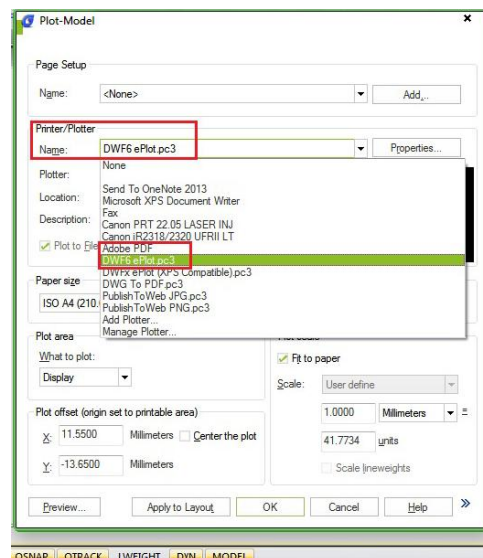 Plot-Model
Page Setup
Name: <None> Add...
Printer/Plotter
Name: DWF6 ePlot.pc3 Properties...
Plotter:
Location:
Description:
Plot to File
None
Send To OneNote 2013
Microsoft XPS Document Writer
Fax
Canon PRT 22.05 LASER INJ
Canon iR2318/2320 UFRII LT
Adobe PDF
DWF6 ePlot.pc3
DWFx ePlot (XPS Compatible).pc3
DWG To PDF.pc3
PublishToWeb JPG.pc3
PublishToWeb PNG.pc3
Add Plotter...
Manage Plotter...
Paper size
ISO A4 (210.
Plot area
What to plot:
Display
Plot scale
Fit to paper
Scale: User define
1.0000 Millimeters =
41.7734 units
Scale lineweights
Plot offset (origin set to printable area)
X: 11.5500 Millimeters Center the plot
Y: -13.6500 Millimeters
Preview... Apply to Layout OK Cancel Help »
OSNAP OTRACK LWEIGHT DYN MODEL